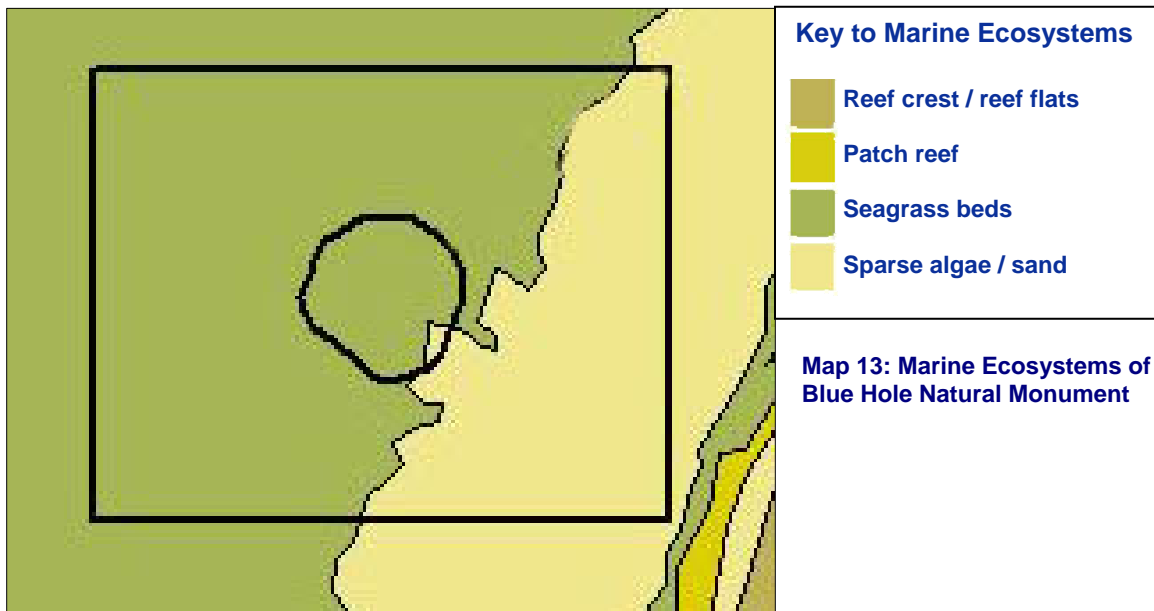 Key to Marine Ecosystems
Reef crest / reef flats
Patch reef
Seagrass beds
Sparse algae / sand
Map 13: Marine Ecosystems of
Blue Hole Natural Monument